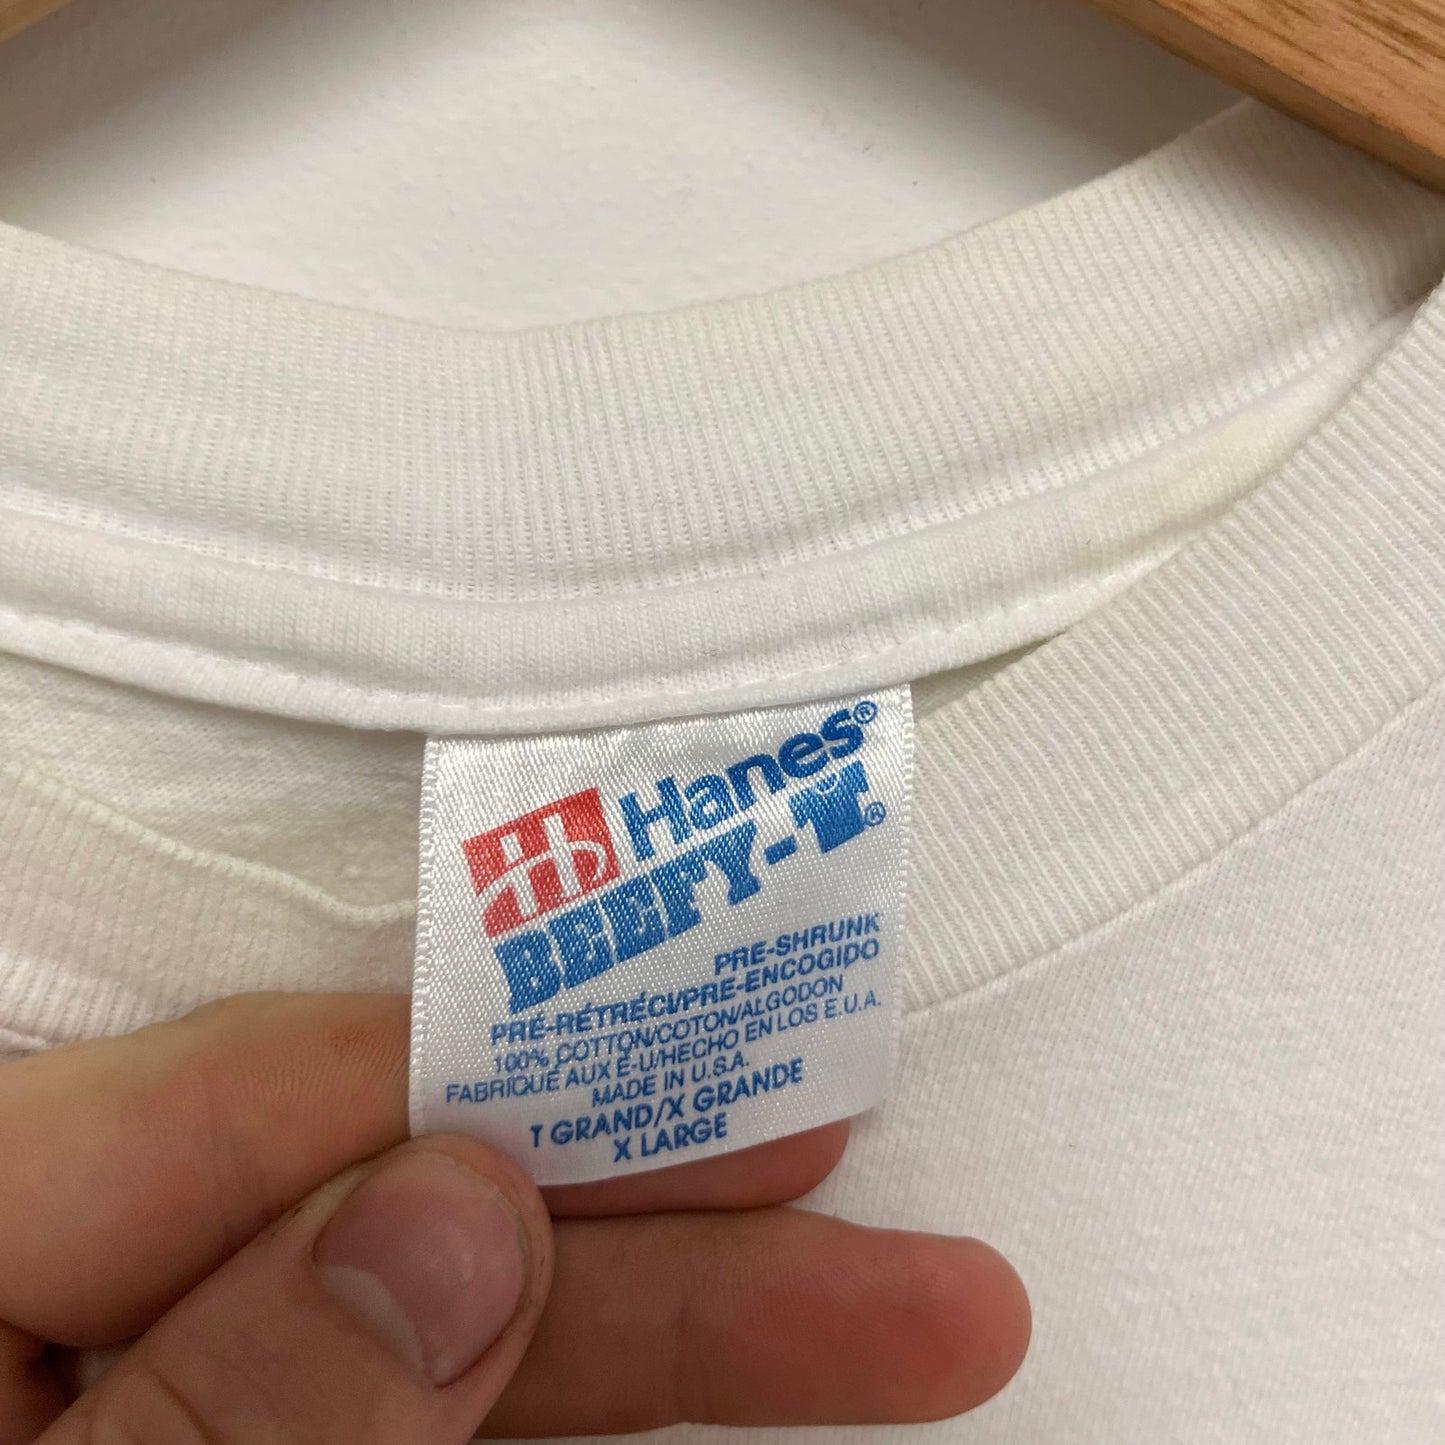 Hanes®
BEEFY-T®
PRE-SHRUNK
PRÉ-RÉTRÉCI/PRE-ENCOGIDO
100% COTTON/COTON/ALGODON
FABRIQUÉ AUX É-U/HECHO EN LOS E.U.A.
MADE IN U.S.A.
T GRAND/X GRANDE
X LARGE